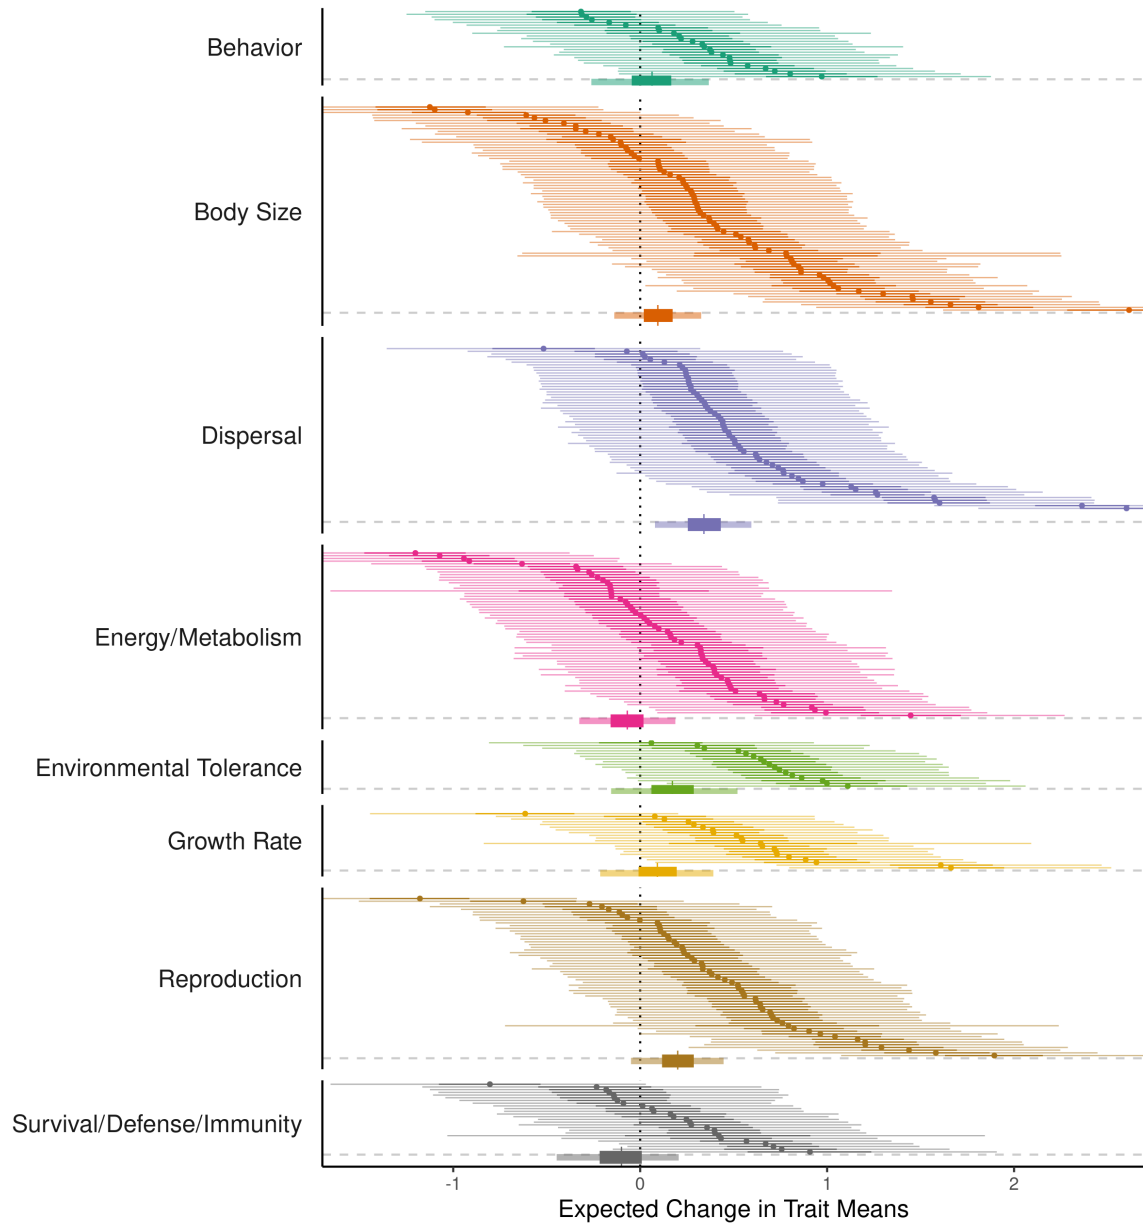 Behavior
Body Size
Dispersal
Energy/Metabolism
Environmental Tolerance
Growth Rate
Reproduction
Survival/Defense/Immunity
-1 0 1 2
Expected Change in Trait Means